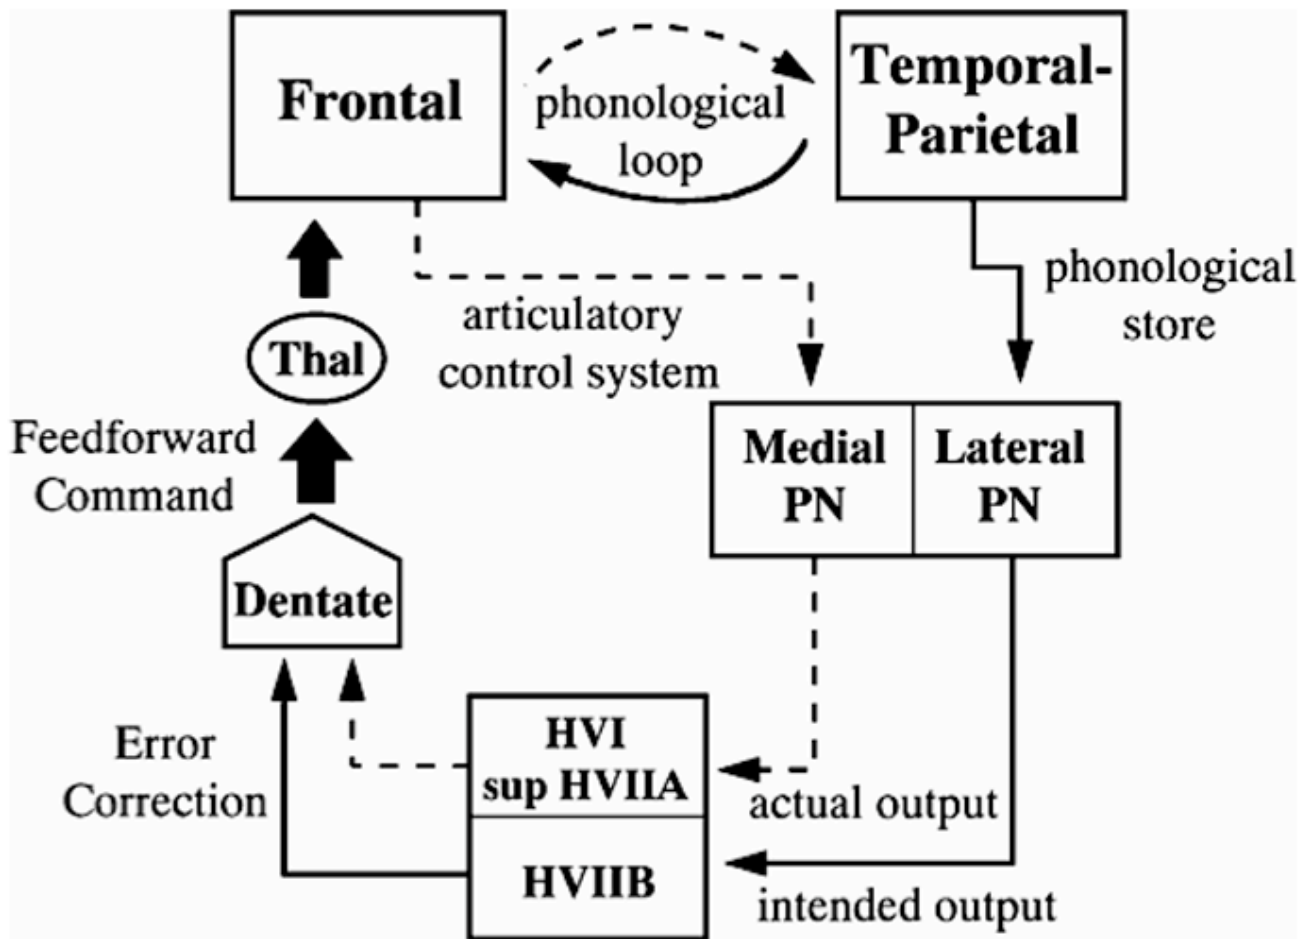 Frontal
phonological
loop
Temporal-
Parietal
phonological
store
articulatory
control system
Thal
Feedforward
Command
Medial
PN
Lateral
PN
Dentate
Error
Correction
HVI
sup HVIIA
HVIIB
actual output
intended output